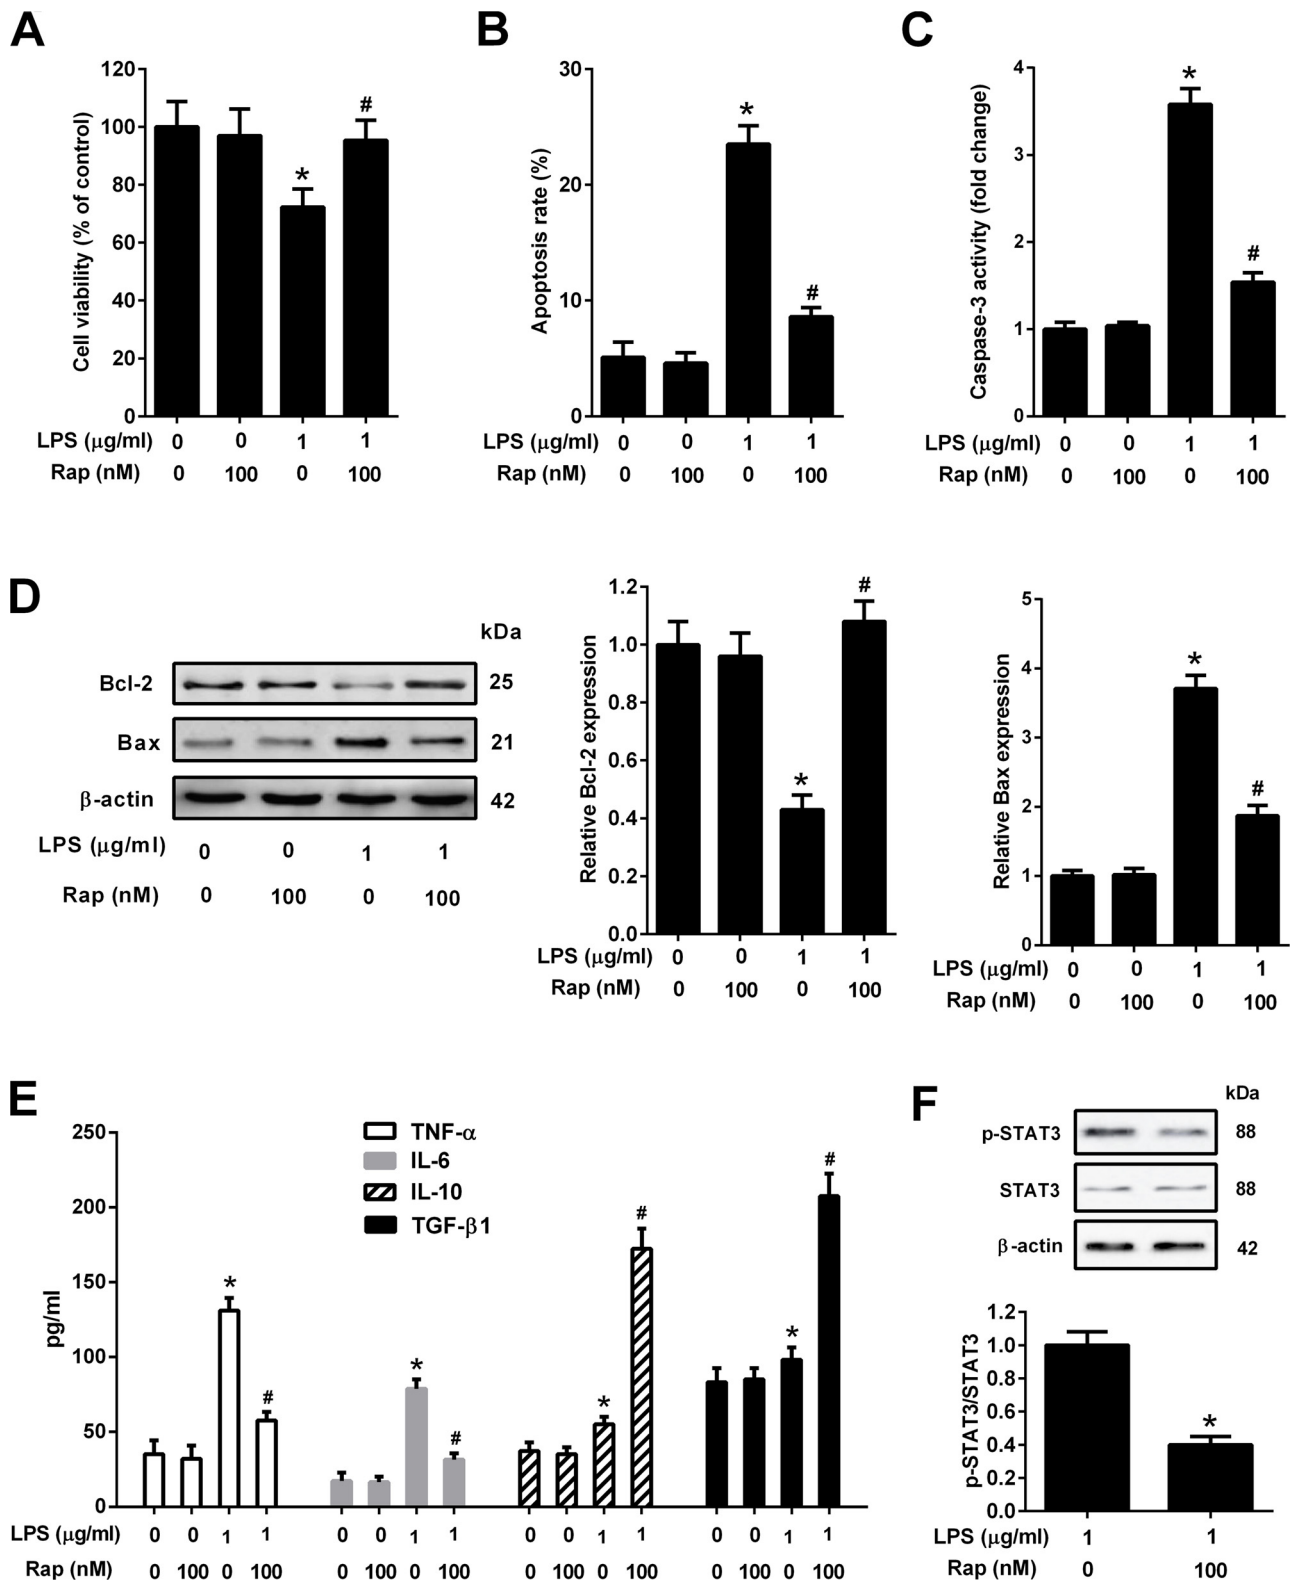 A
120
100
80
60
40
20
0
Cell viability (% of control)
*
#
LPS (μg/ml) 0 0 1 1
Rap (nM) 0 100 0 100
B
30
20
10
0
Apoptosis rate (%)
*
#
LPS (μg/ml) 0 0 1 1
Rap (nM) 0 100 0 100
C
4
3
2
1
0
Caspase-3 activity (fold change)
*
#
LPS (μg/ml) 0 0 1 1
Rap (nM) 0 100 0 100
D
kDa
Bcl-2 25
Bax 21
β-actin 42
LPS (μg/ml) 0 0 1 1
Rap (nM) 0 100 0 100
1.2
1.0
0.8
0.6
0.4
0.2
0.0
Relative Bcl-2 expression
*
#
LPS (μg/ml) 0 0 1 1
Rap (nM) 0 100 0 100
5
4
3
2
1
0
Relative Bax expression
*
#
LPS (μg/ml) 0 0 1 1
Rap (nM) 0 100 0 100
E
250
200
150
100
50
0
pg/ml
TNF-α
IL-6
IL-10
TGF-β1
*
#
*
#
*
#
*
#
LPS (μg/ml) 0 0 1 1 0 0 1 1 0 0 1 1 0 0 1 1
Rap (nM) 0 100 0 100 0 100 0 100 0 100 0 100 0 100 0 100
F
kDa
p-STAT3 88
STAT3 88
β-actin 42
1.2
1.0
0.8
0.6
0.4
0.2
0.0
p-STAT3/STAT3
*
LPS (μg/ml) 1 1
Rap (nM) 0 100